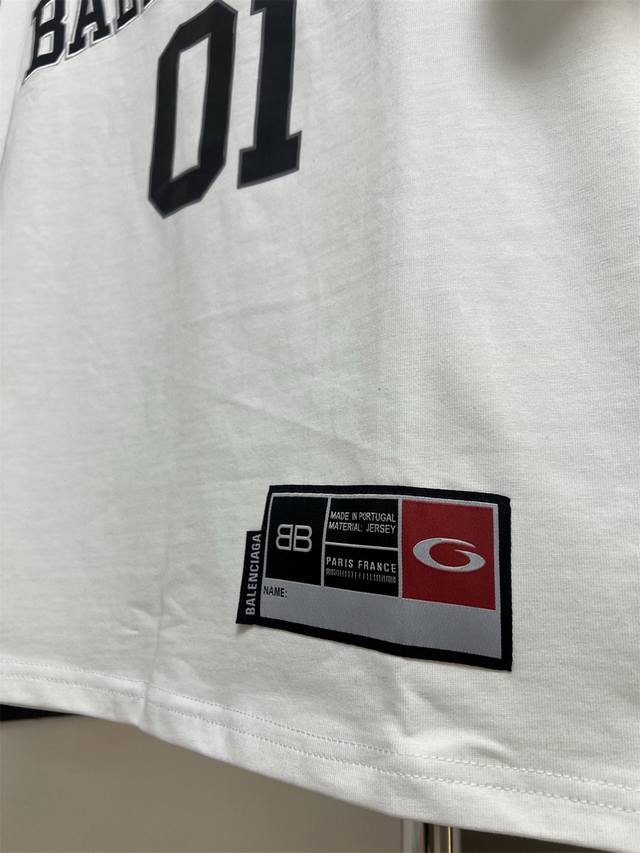 01
BB
MADE IN PORTUGAL
MATERIAL: JERSEY
PARIS FRANCE
G
BALENCIAGA
NAME: